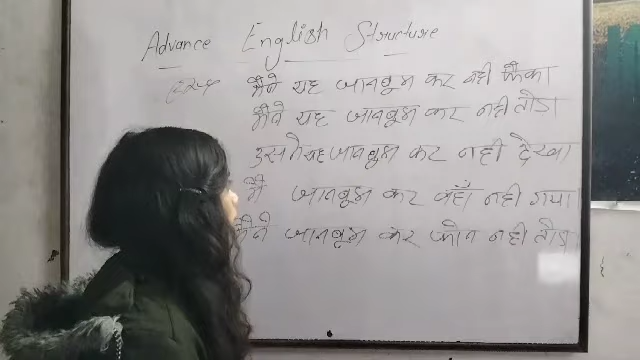 Advance English Structure
मैने यह जानबूझ कर नही फेंका
मैने यह जानबूझ कर नही तोडा
उसने यह जानबूझ कर नही देखा
मै जानबूझ कर वहाँ नही गया
मैने जानबूझ कर फोन नही तोडा